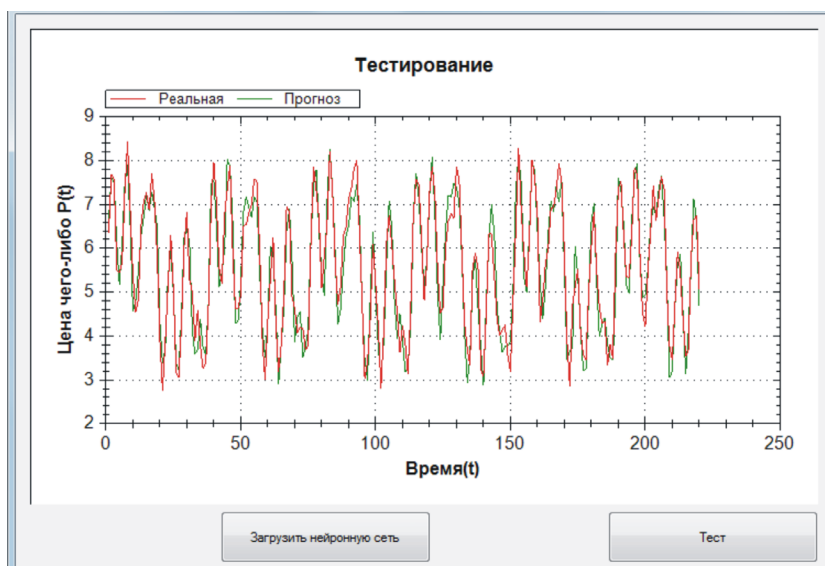 Тестирование
Реальная Прогноз
9
8
7
6
5
4
3
2
Цена чего-либо P(t)
0 50 100 150 200 250
Время(t)
Загрузить нейронную сеть Тест